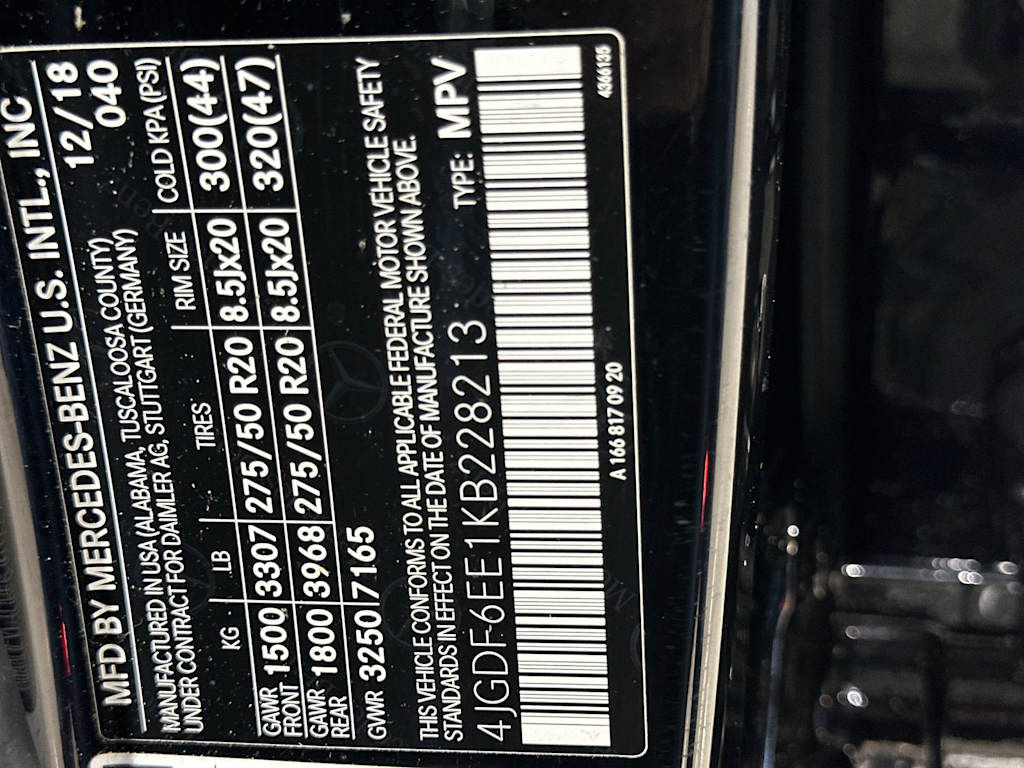 MFD BY MERCEDES-BENZ U.S. INTL., INC
MANUFACTURED IN USA (ALABAMA, TUSCALOOSA COUNTY) 12/18
UNDER CONTRACT FOR DAIMLER AG, STUTTGART (GERMANY) 040
KG LB TIRES RIM SIZE COLD KPA (PSI)
GAWR FRONT 1500 3307 275/50 R20 8.5Jx20 300(44)
GAWR REAR 1800 3968 275/50 R20 8.5Jx20 320(47)
GVWR 3250 7165
THIS VEHICLE CONFORMS TO ALL APPLICABLE FEDERAL MOTOR VEHICLE SAFETY
STANDARDS IN EFFECT ON THE DATE OF MANUFACTURE SHOWN ABOVE.
4JGDF6EE1KB228213 TYPE: MPV
A 166 817 09 20 4366135